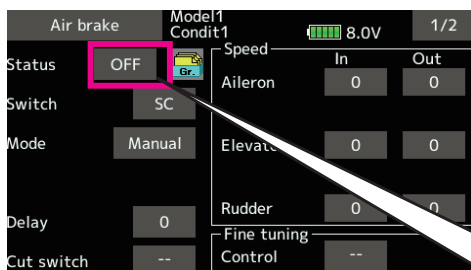 Air brake
Model1
Condit1
8.0V
1/2
Status
OFF
Gr.
Switch
SC
Mode
Manual
Delay
0
Cut switch
--
Speed
In
Out
Aileron
0
0
0
0
Rudder
0
0
Fine tuning
Control
--